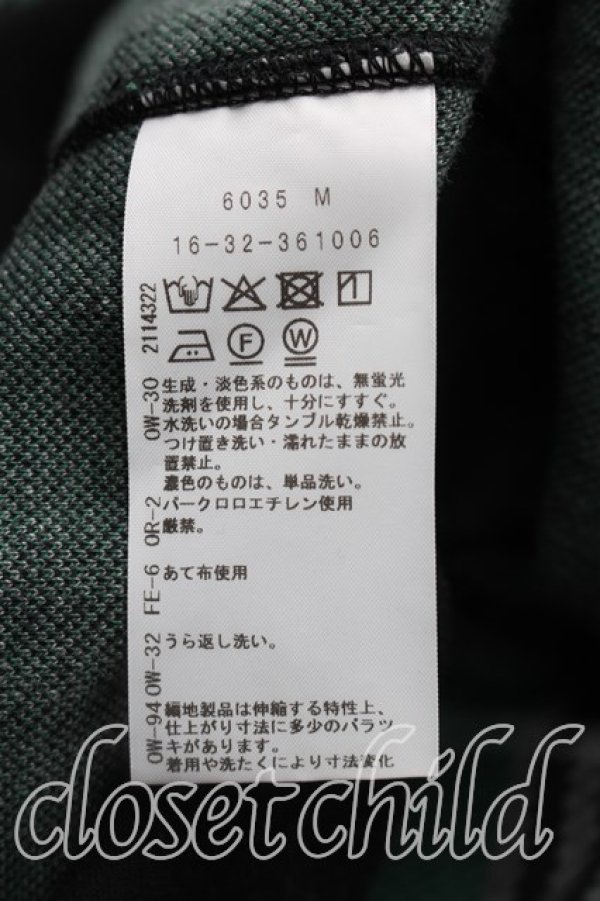 6035 M
16-32-361006
F W
2114322
OW-30
生成・淡色系のものは、無蛍光
洗剤を使用し、十分にすすぐ。
水洗いの場合タンブル乾燥禁止。
つけ置き洗い・濡れたままの放
置禁止。
濃色のものは、単品洗い。
OR-2
パークロロエチレン使用
厳禁。
FE-6
あて布使用
OW-32
うら返し洗い。
OW-94
編地製品は伸縮する特性上、
仕上がり寸法に多少のバラツ
キがあります。
着用や洗たくにより寸法変化
closet child